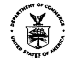 DEPARTMENT OF COMMERCE
UNITED STATES OF AMERICA